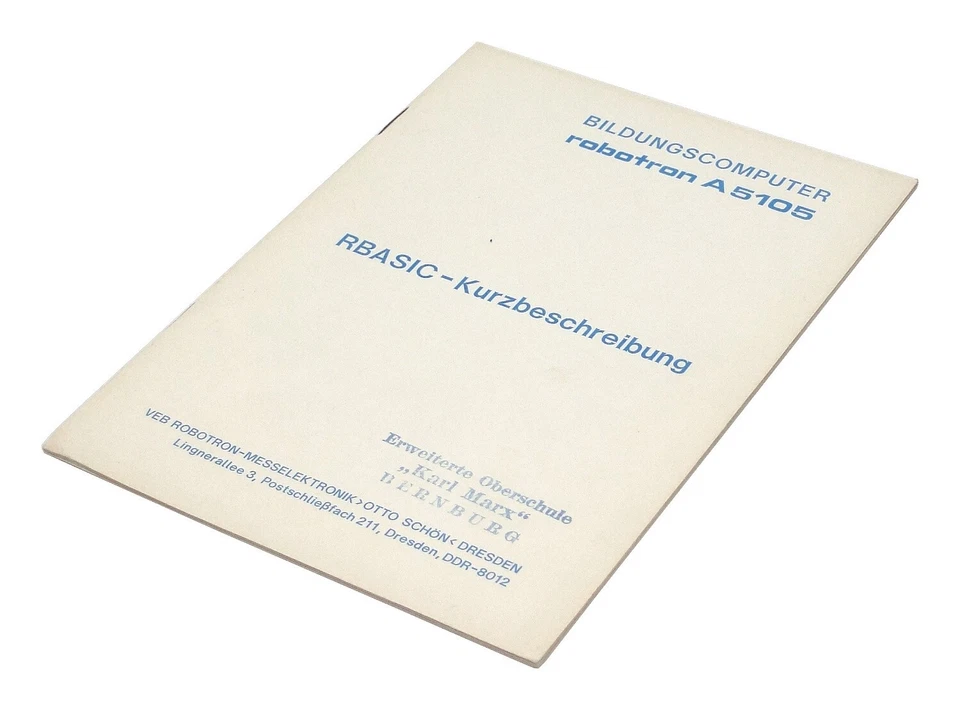 BILDUNGSCOMPUTER
robotron A 5105
RBASIC-Kurzbeschreibung
Erweiterte Oberschule
„Karl Marx“
BERNBURG
VEB ROBOTRON-MESSELEKTRONIK>OTTO SCHÖN<DRESDEN
Lingnerallee 3, Postschließfach 211, Dresden, DDR-8012